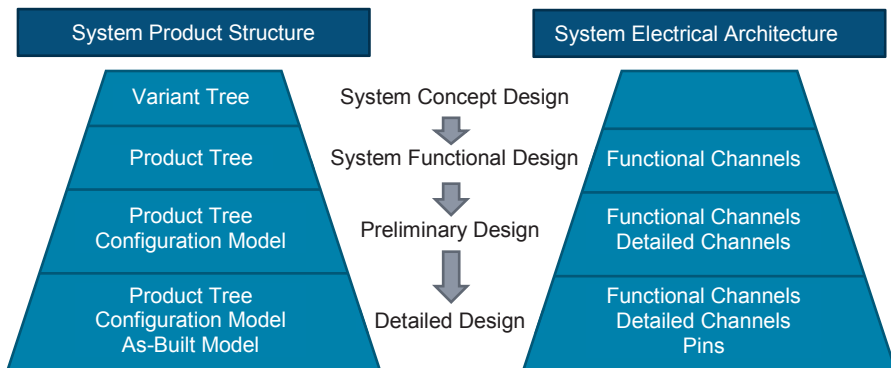 System Product Structure
System Electrical Architecture
Variant Tree
System Concept Design
Product Tree
System Functional Design
Functional Channels
Product Tree
Configuration Model
Preliminary Design
Functional Channels
Detailed Channels
Product Tree
Configuration Model
As-Built Model
Detailed Design
Functional Channels
Detailed Channels
Pins